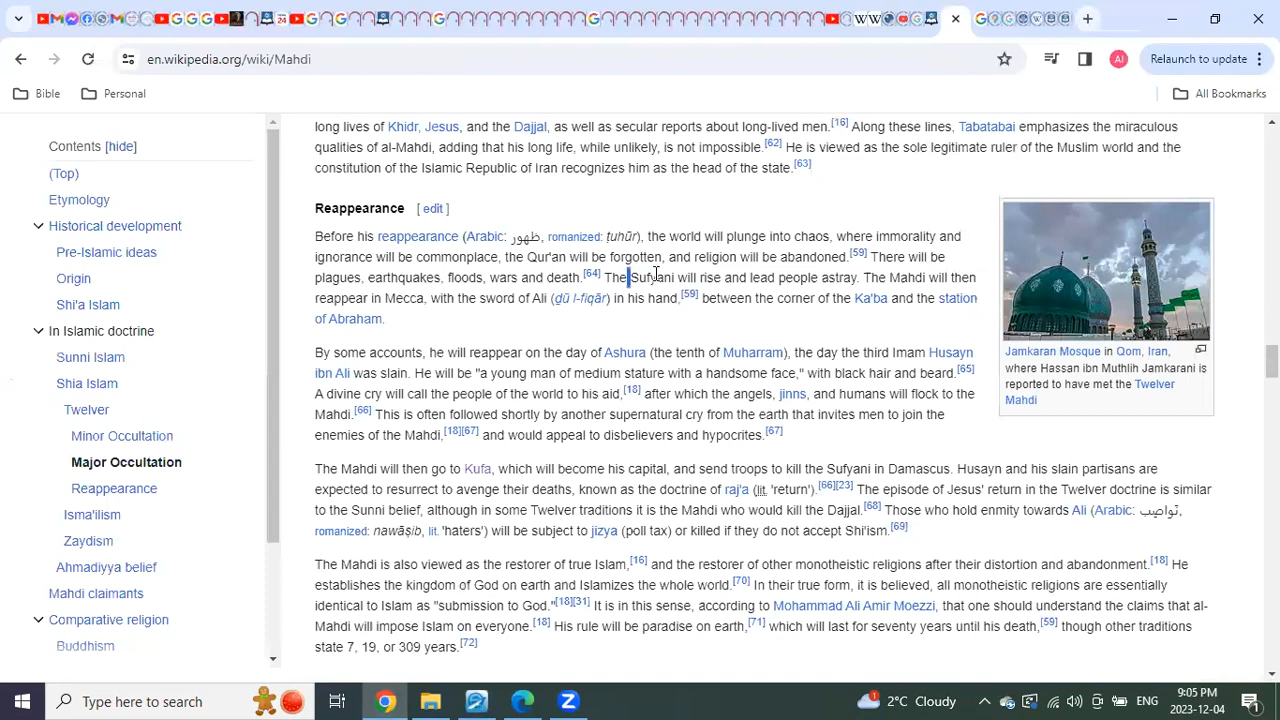 24
W W
en.wikipedia.org/wiki/Mahdi
AI
Relaunch to update
Bible
Personal
All Bookmarks
Contents [hide]
(Top)
Etymology
Historical development
Pre-Islamic ideas
Origin
Shi'a Islam
In Islamic doctrine
Sunni Islam
Shia Islam
Twelver
Minor Occultation
Major Occultation
Reappearance
Isma'ilism
Zaydism
Ahmadiyya belief
Mahdi claimants
Comparative religion
Buddhism
long lives of Khidr, Jesus, and the Dajjal, as well as secular reports about long-lived men.[16] Along these lines, Tabatabai emphasizes the miraculous
qualities of al-Mahdi, adding that his long life, while unlikely, is not impossible.[62] He is viewed as the sole legitimate ruler of the Muslim world and the
constitution of the Islamic Republic of Iran recognizes him as the head of the state.[63]
Reappearance [ edit ]
Before his reappearance (Arabic: ظهور, romanized: ẓuhūr), the world will plunge into chaos, where immorality and
ignorance will be commonplace, the Qur'an will be forgotten, and religion will be abandoned.[59] There will be
plagues, earthquakes, floods, wars and death.[64] The Sufyani will rise and lead people astray. The Mahdi will then
reappear in Mecca, with the sword of Ali (ḏū l-fiqār) in his hand,[59] between the corner of the Ka'ba and the station
of Abraham.
Jamkaran Mosque in Qom, Iran,
where Hassan ibn Muthlih Jamkarani is
reported to have met the Twelver
Mahdi
By some accounts, he will reappear on the day of Ashura (the tenth of Muharram), the day the third Imam Husayn
ibn Ali was slain. He will be "a young man of medium stature with a handsome face," with black hair and beard.[65]
A divine cry will call the people of the world to his aid,[18] after which the angels, jinns, and humans will flock to the
Mahdi.[66] This is often followed shortly by another supernatural cry from the earth that invites men to join the
enemies of the Mahdi,[18][67] and would appeal to disbelievers and hypocrites.[67]
The Mahdi will then go to Kufa, which will become his capital, and send troops to kill the Sufyani in Damascus. Husayn and his slain partisans are
expected to resurrect to avenge their deaths, known as the doctrine of raj'a (lit. 'return').[66][23] The episode of Jesus' return in the Twelver doctrine is similar
to the Sunni belief, although in some Twelver traditions it is the Mahdi who would kill the Dajjal.[68] Those who hold enmity towards Ali (Arabic: نواصيب,
romanized: nawāṣib, lit. 'haters') will be subject to jizya (poll tax) or killed if they do not accept Shi'ism.[69]
The Mahdi is also viewed as the restorer of true Islam,[16] and the restorer of other monotheistic religions after their distortion and abandonment.[18] He
establishes the kingdom of God on earth and Islamizes the whole world.[70] In their true form, it is believed, all monotheistic religions are essentially
identical to Islam as "submission to God."[18][31] It is in this sense, according to Mohammad Ali Amir Moezzi, that one should understand the claims that al-
Mahdi will impose Islam on everyone.[18] His rule will be paradise on earth,[71] which will last for seventy years until his death,[59] though other traditions
state 7, 19, or 309 years.[72]
Type here to search
1
2°C Cloudy
ENG
9:05 PM
2023-12-04
1